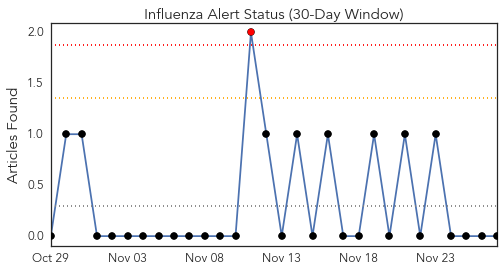 Influenza Alert Status (30-Day Window)
Articles Found
2.0
1.5
1.0
0.5
0.0
Oct 29 Nov 03 Nov 08 Nov 13 Nov 18 Nov 23